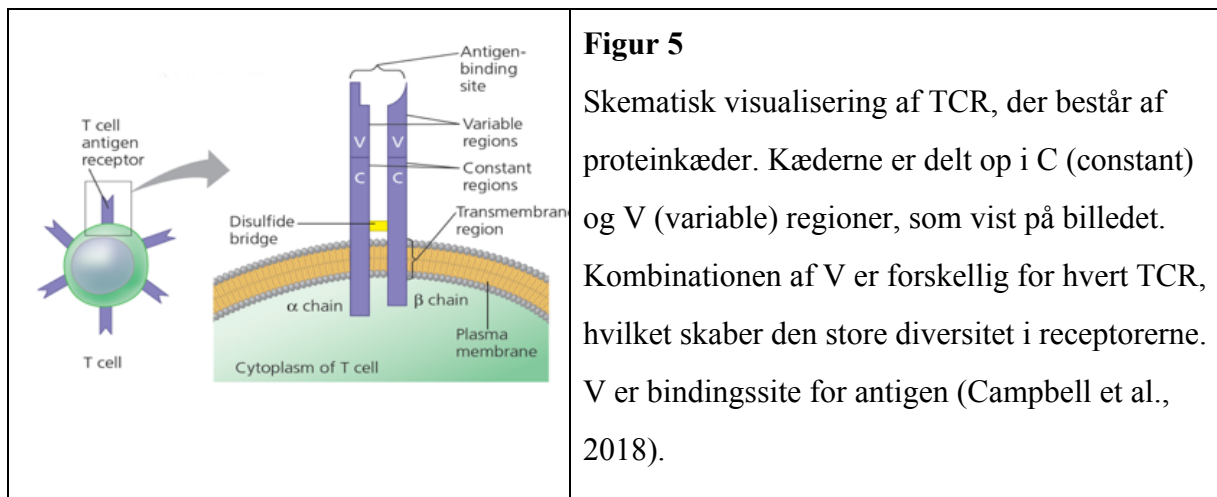 Antigen-
binding
site
T cell
antigen
receptor
Variable
regions
V
V
Constant
regions
C
C
Disulfide
bridge
Transmembrane
region
α chain
β chain
Plasma
membrane
T cell
Cytoplasm of T cell
Figur 5
Skematisk visualisering af TCR, der består af
proteinkæder. Kæderne er delt op i C (constant)
og V (variable) regioner, som vist på billedet.
Kombinationen af V er forskellig for hvert TCR,
hvilket skaber den store diversitet i receptorerne.
V er bindingssite for antigen (Campbell et al.,
2018).